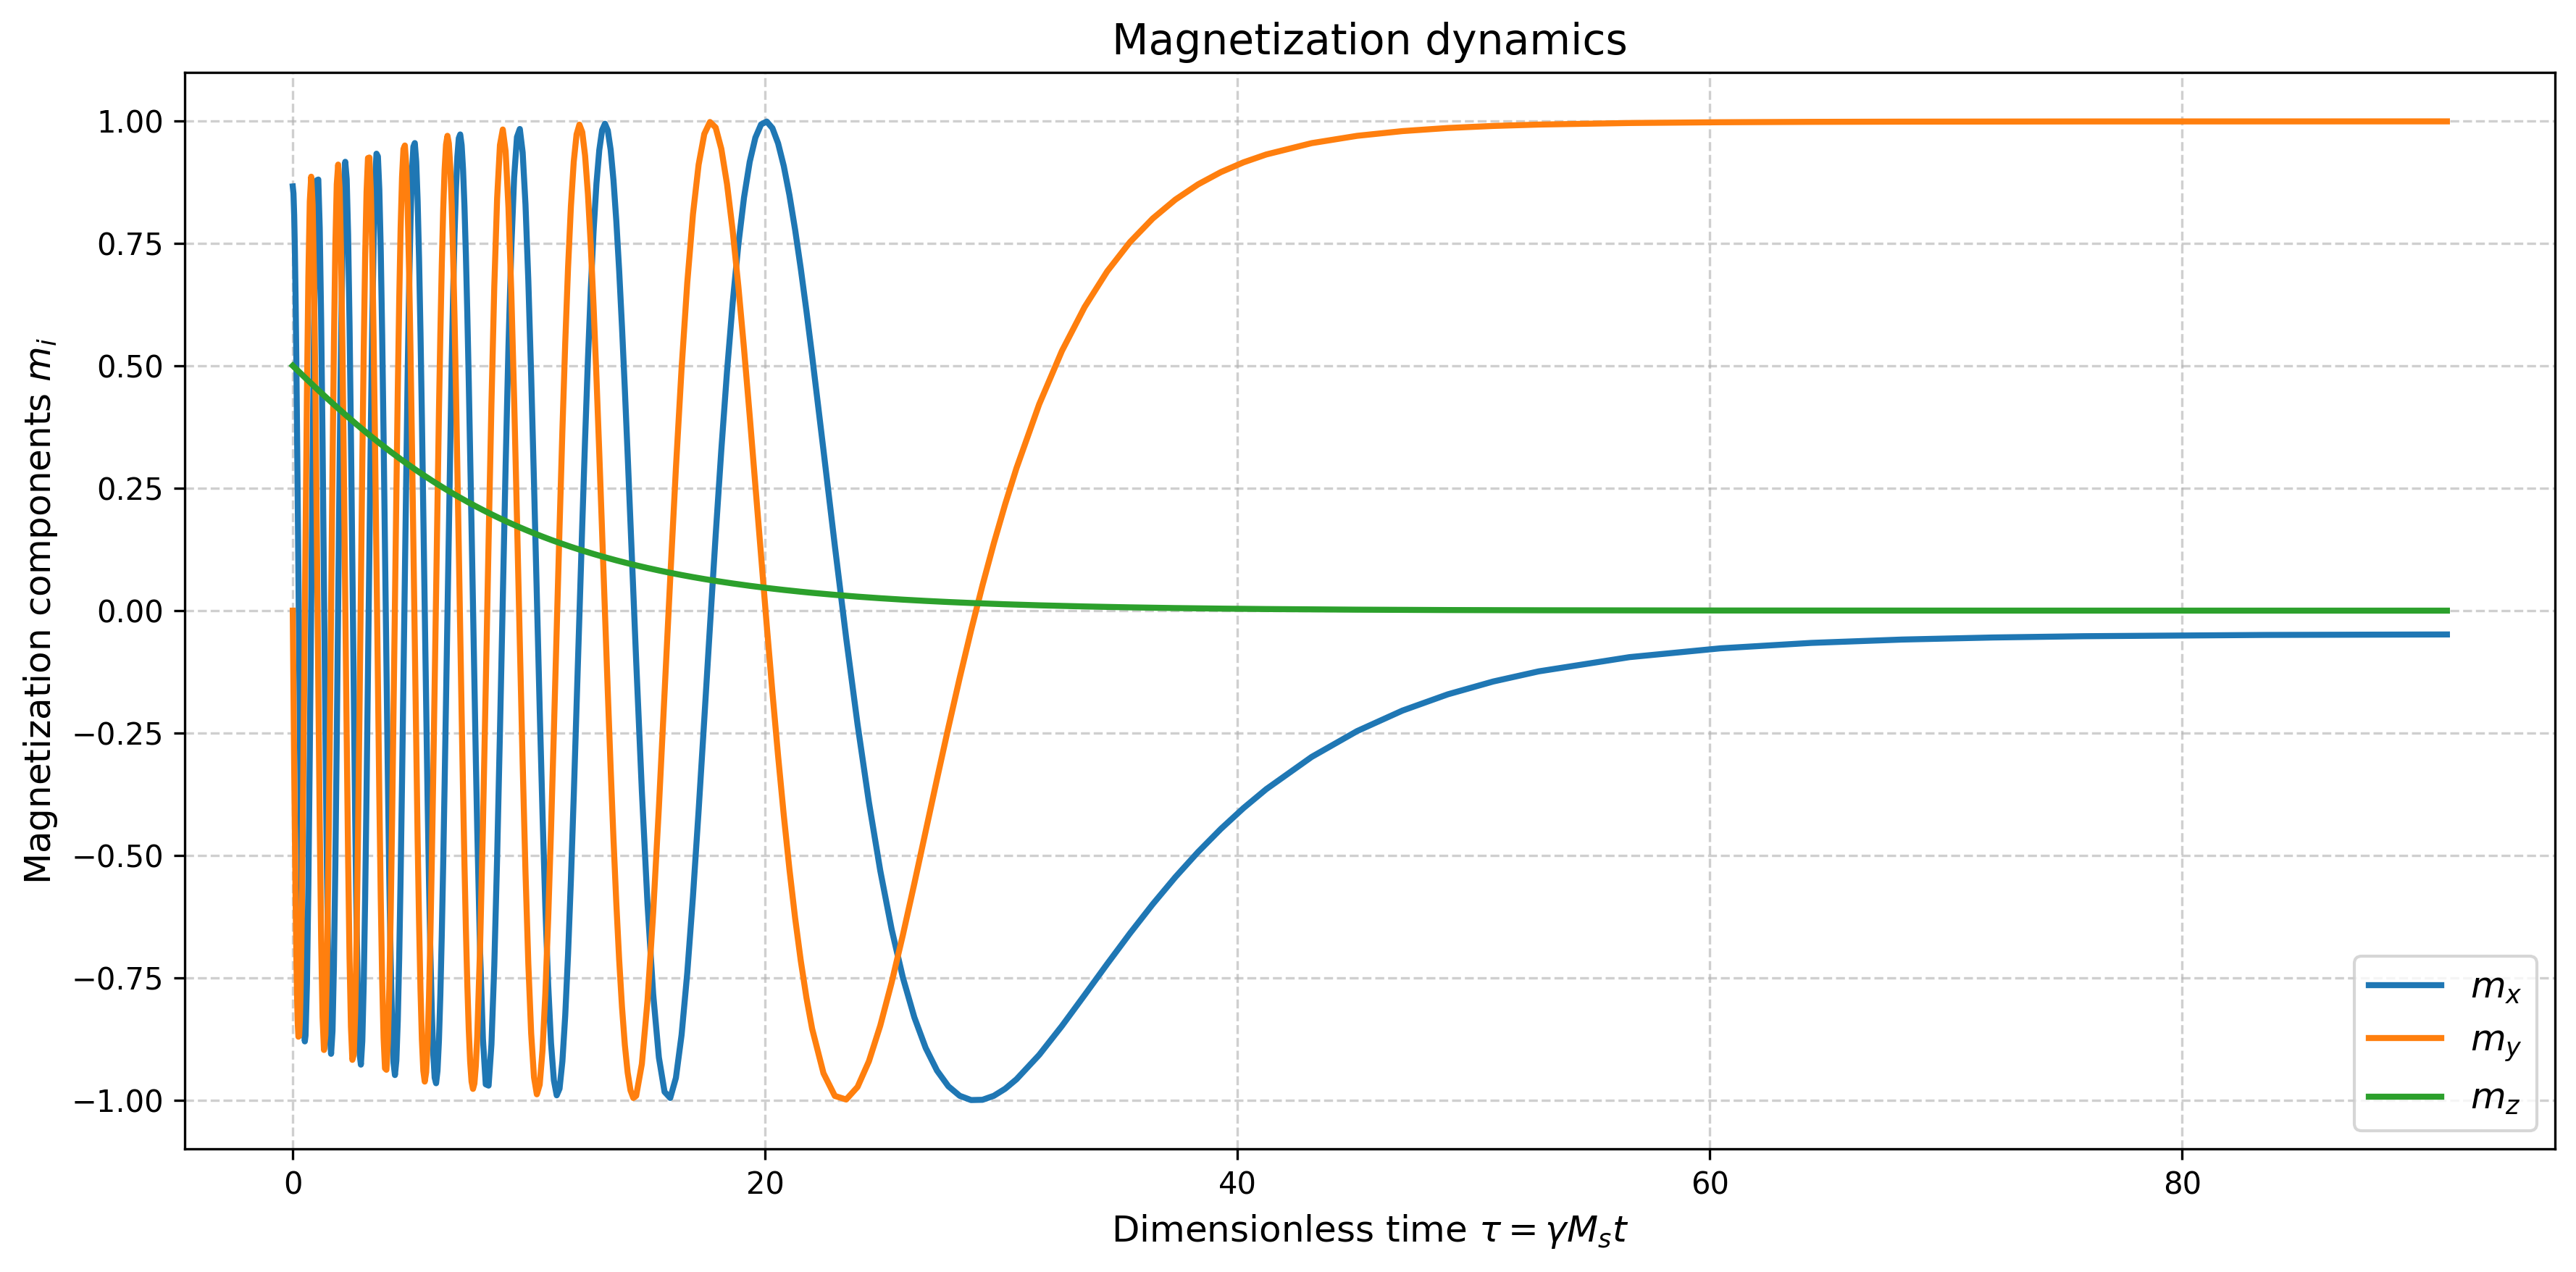 Magnetization dynamics
Magnetization components $m_i$
1.00
0.75
0.50
0.25
0.00
−0.25
−0.50
−0.75
−1.00
0 20 40 60 80
Dimensionless time $\tau = \gamma M_s t$
$m_x$
$m_y$
$m_z$